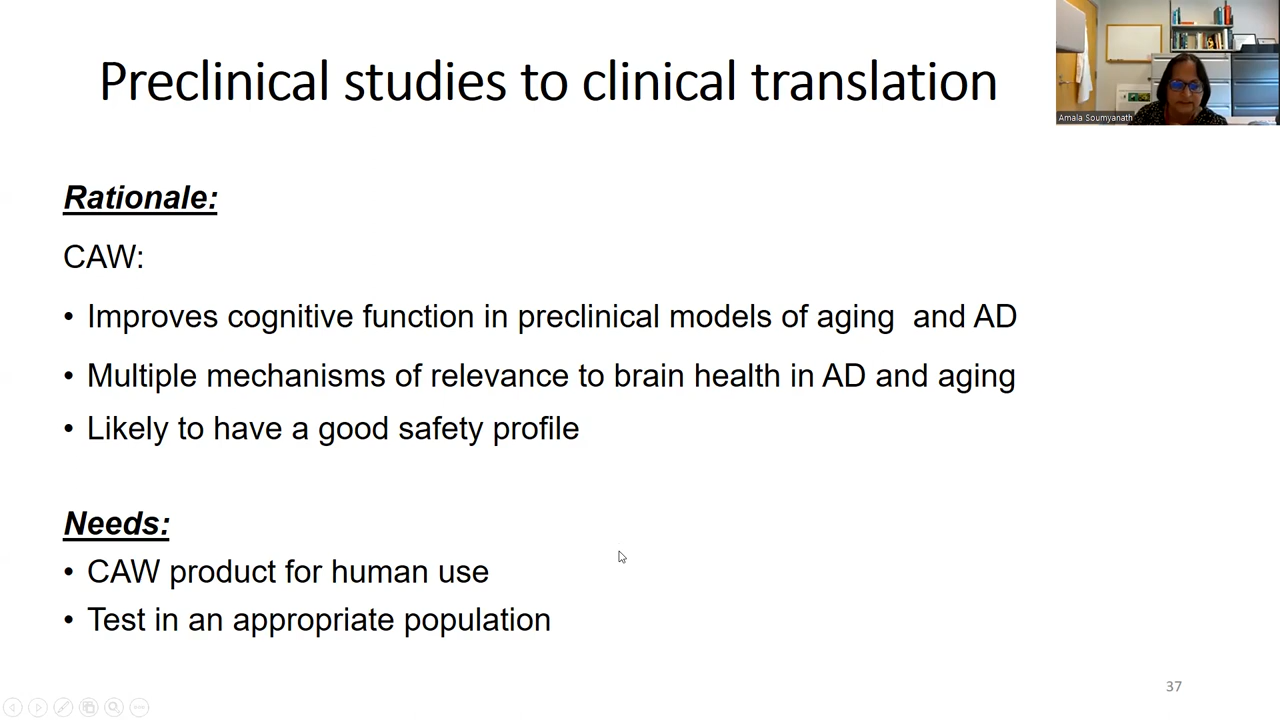 Preclinical studies to clinical translation
Amala Soumyanath
Rationale:
CAW:
• Improves cognitive function in preclinical models of aging and AD
• Multiple mechanisms of relevance to brain health in AD and aging
• Likely to have a good safety profile
Needs:
• CAW product for human use
• Test in an appropriate population
37